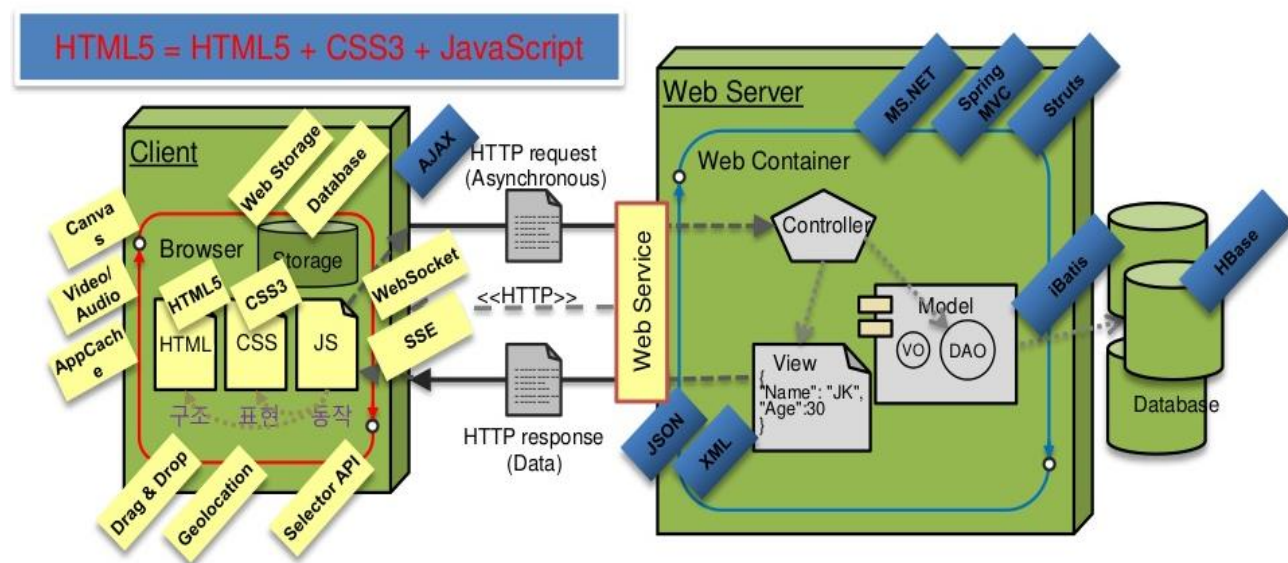 HTML5 = HTML5 + CSS3 + JavaScript
Client
Web Storage
Database
AJAX
Canva
s
Video/
Audio
AppCach
e
Browser
Storage
HTML5
CSS3
WebSocket
SSE
HTML
CSS
JS
구조
표현
동작
Drag & Drop
Geolocation
Selector API
HTTP request
(Asynchronous)
<<HTTP>>
HTTP response
(Data)
Web Service
Web Server
MS.NET
Spring
MVC
Struts
Web Container
Controller
Model
VO
DAO
iBatis
View
{
"Name": "JK",
"Age":30
}
JSON
XML
HBase
Database